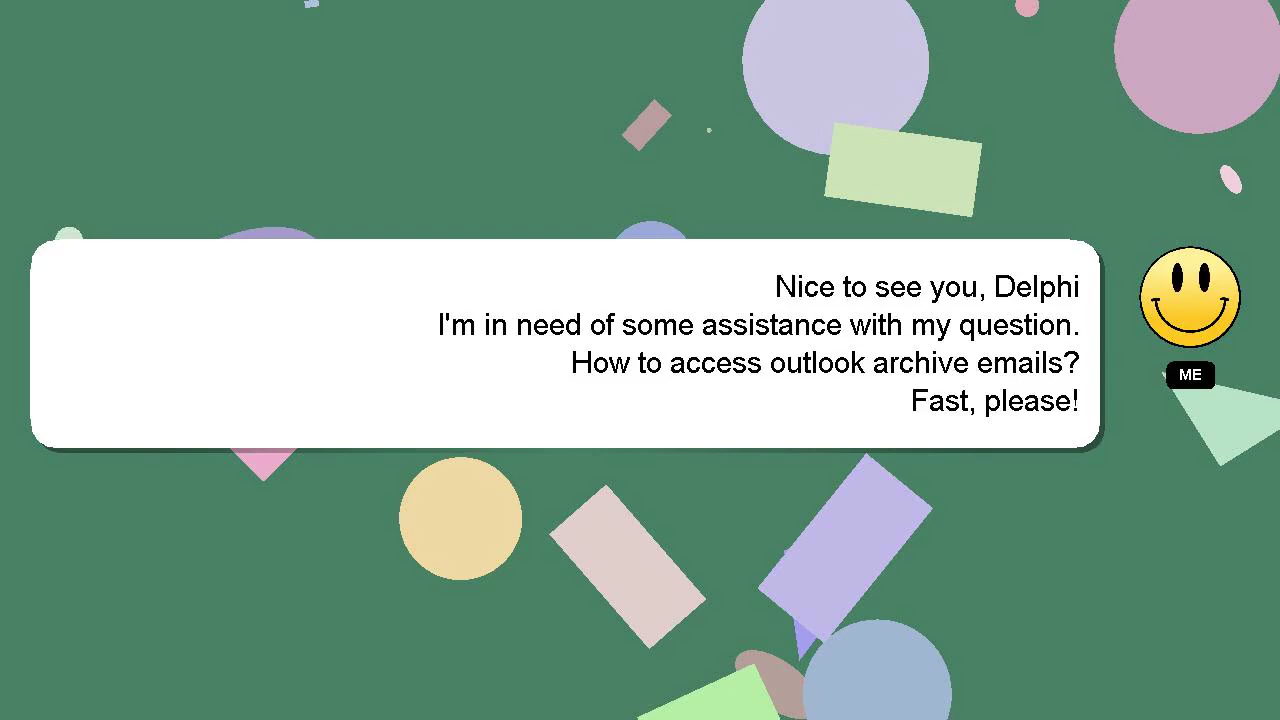 Nice to see you, Delphi
I'm in need of some assistance with my question.
How to access outlook archive emails?
Fast, please!
ME